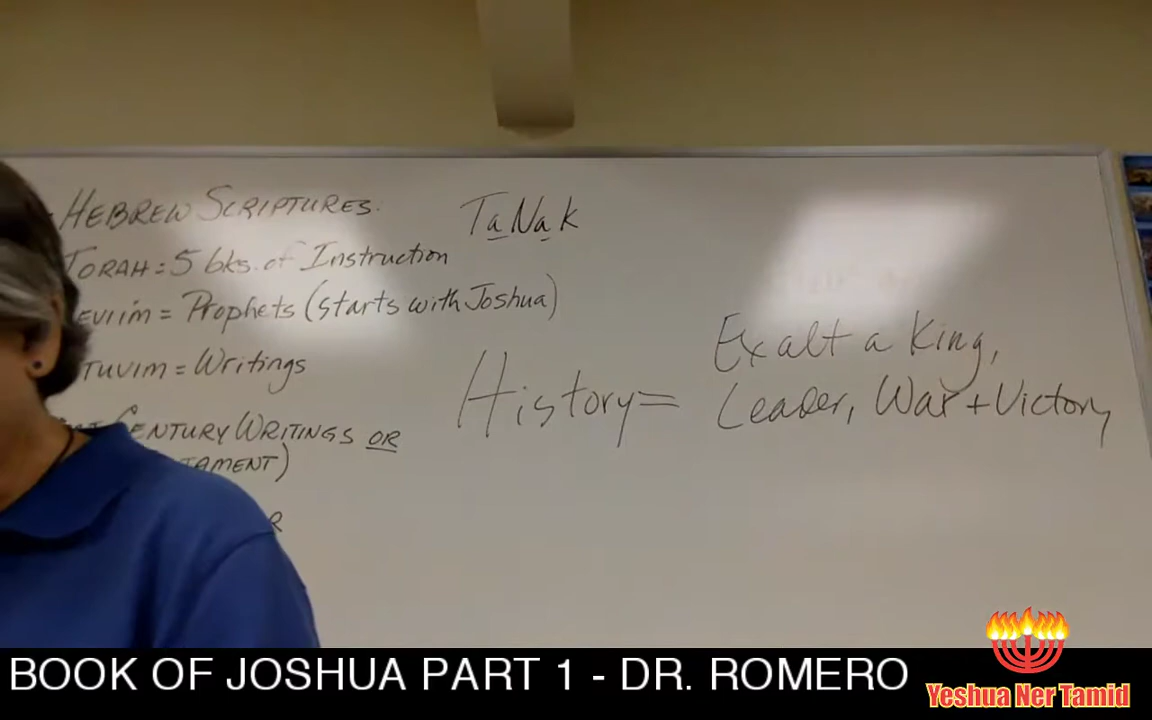 HEBREW SCRIPTURES.
TaNaK
TORAH = 5 bks. of Instruction
EVIIM = Prophets (starts with Joshua)
TUVIM = Writings
History =
Exalt a King,
Leader, War + Victory
CENTURY WRITINGS OR
TAMENT)
R
BOOK OF JOSHUA PART 1 - DR. ROMERO
Yeshua Ner Tamid